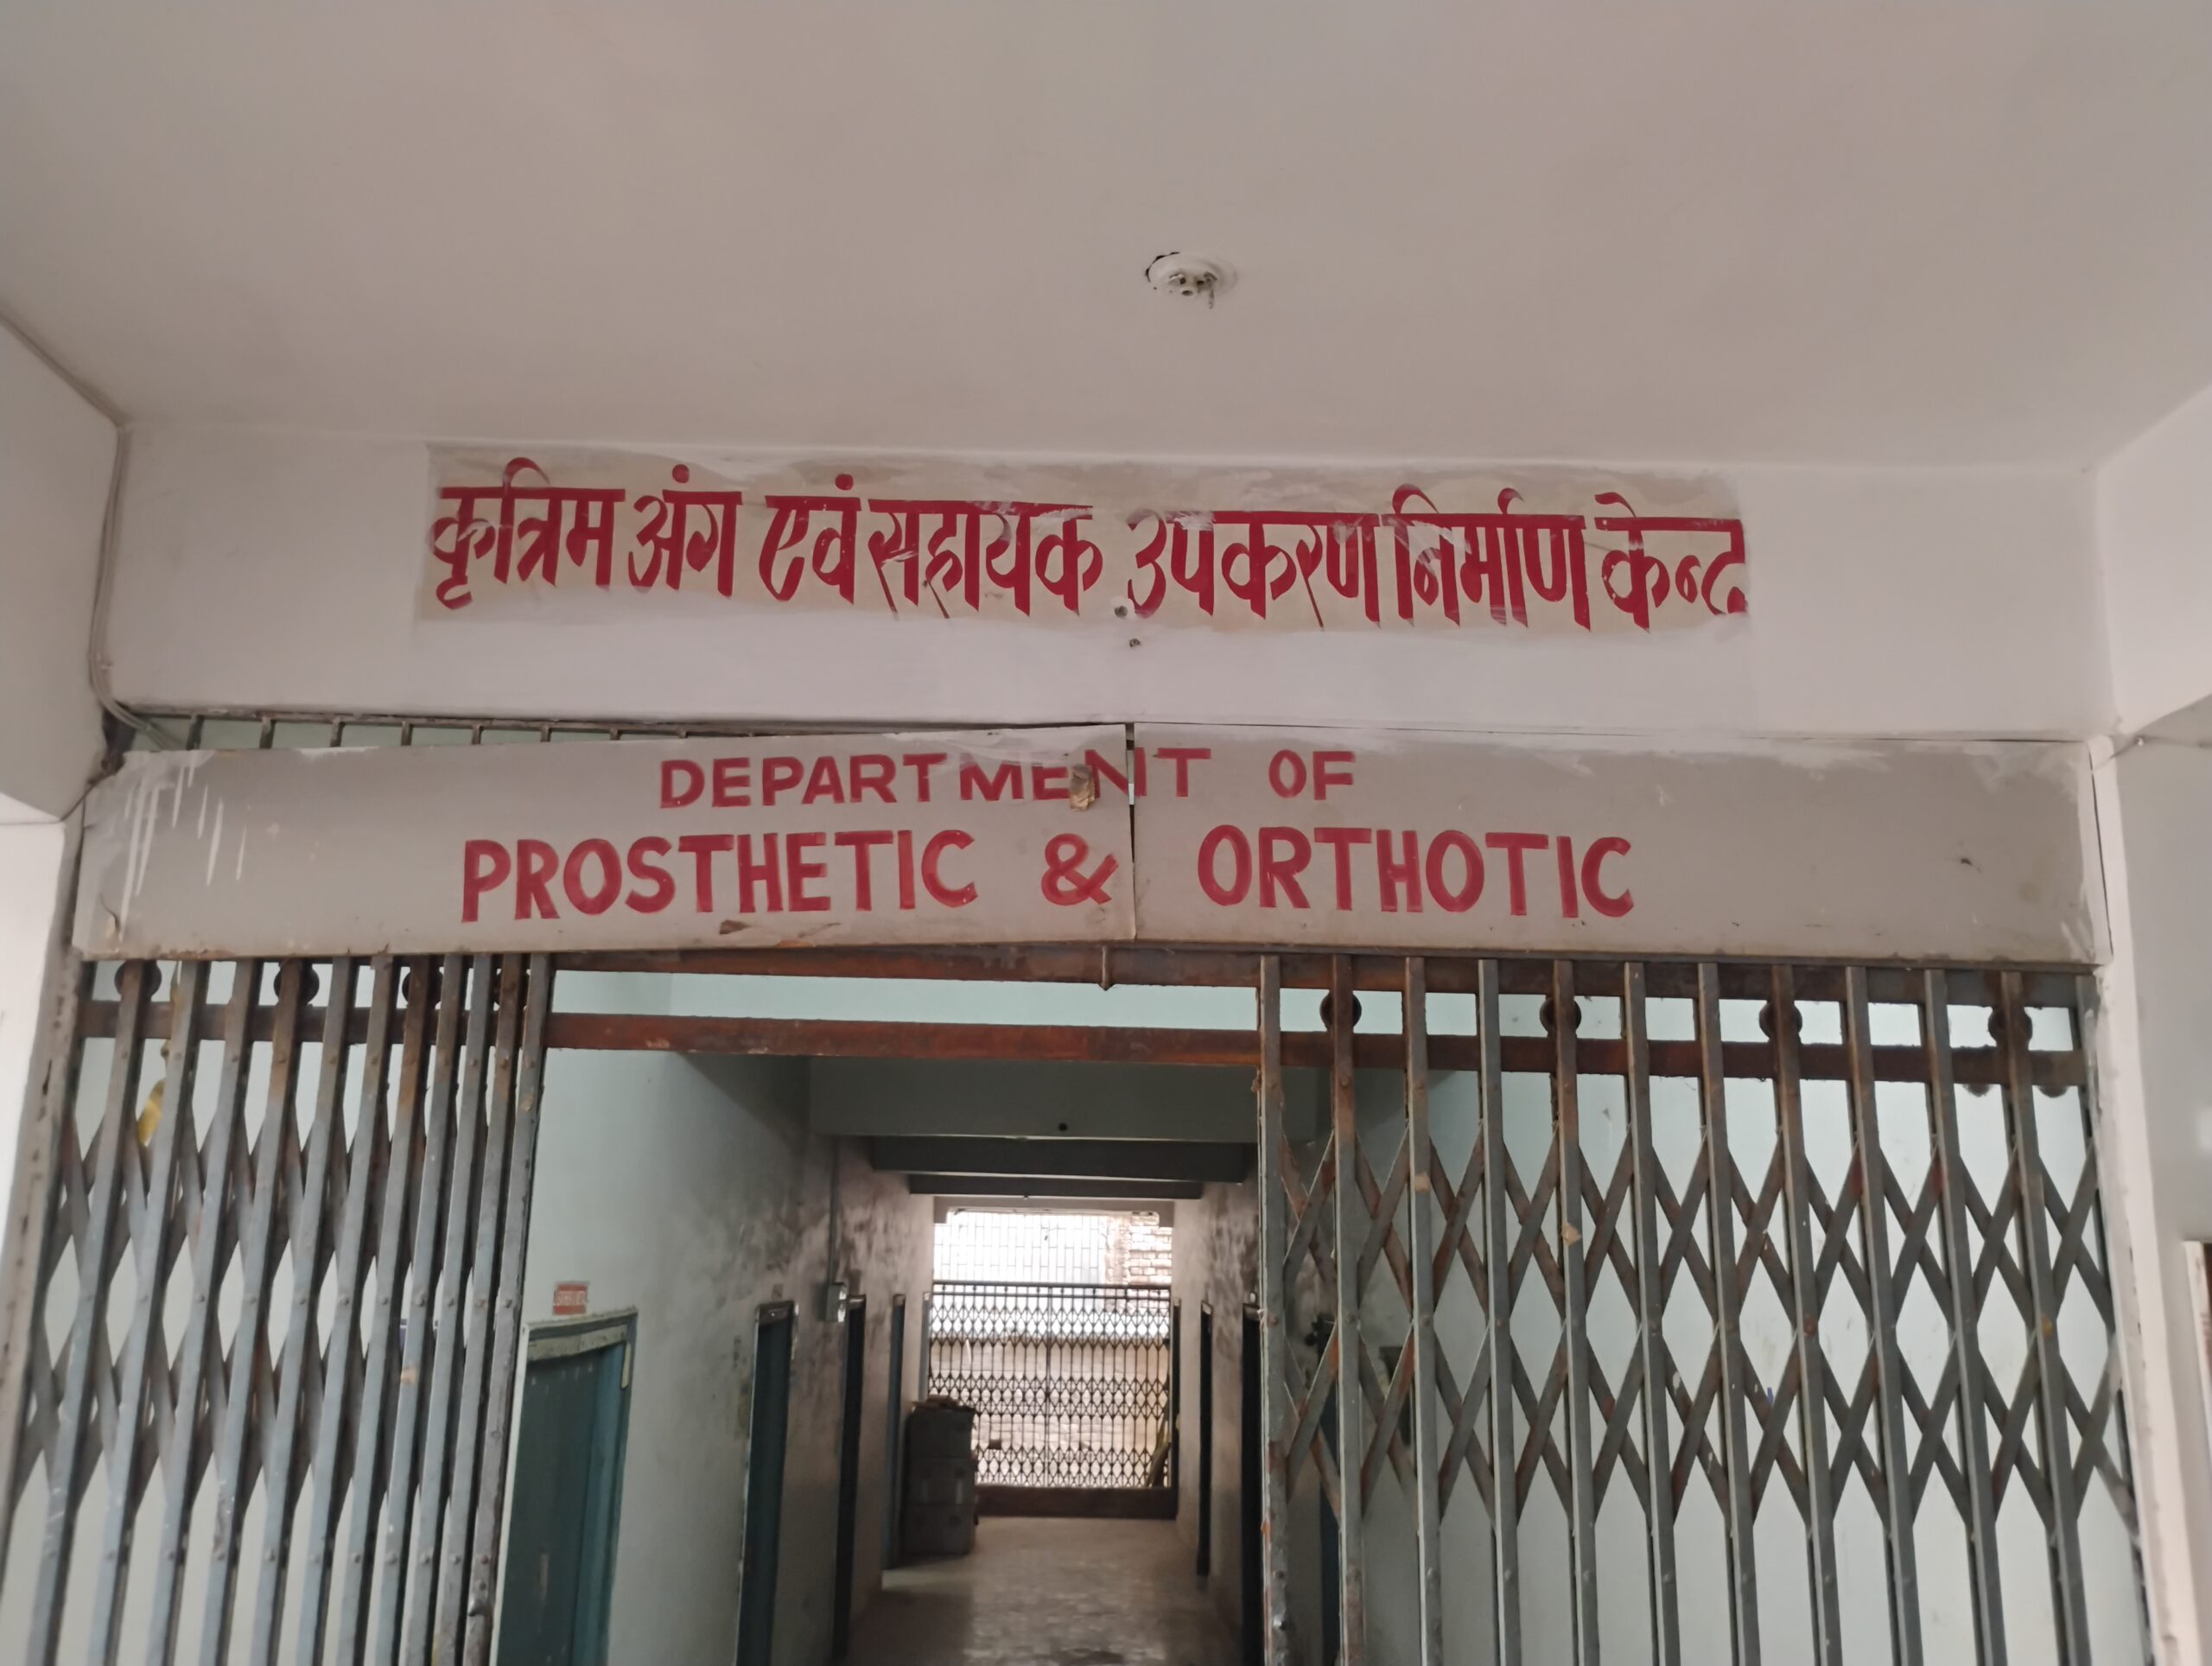 कृत्रिम अंग एवं सहायक उपकरण निर्माण केन्द्र
DEPARTMENT OF
PROSTHETIC & ORTHOTIC